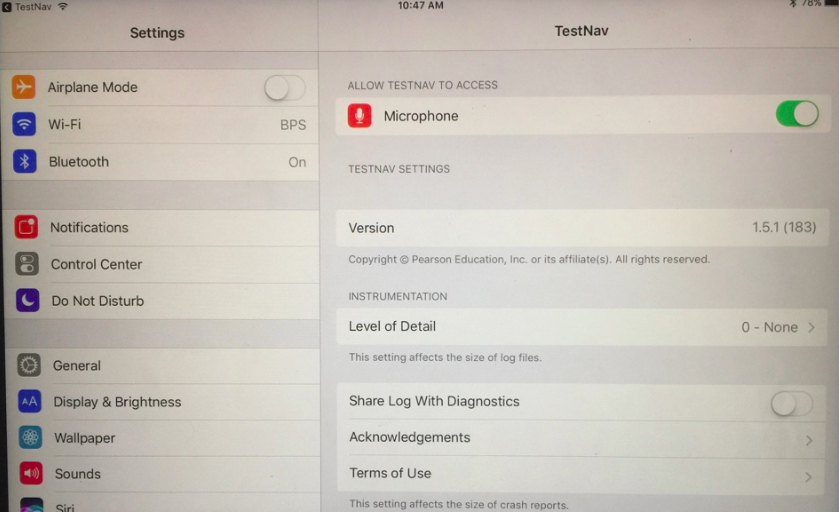 TestNav
10:47 AM
78%
Settings
TestNav
Airplane Mode
Wi-Fi
BPS
Bluetooth
On
Notifications
Control Center
Do Not Disturb
General
AA
Display & Brightness
Wallpaper
Sounds
Siri
ALLOW TESTNAV TO ACCESS
Microphone
TESTNAV SETTINGS
Version
1.5.1 (183)
Copyright © Pearson Education, Inc. or its affiliate(s). All rights reserved.
INSTRUMENTATION
Level of Detail
0 - None
This setting affects the size of log files.
Share Log With Diagnostics
Acknowledgements
Terms of Use
This setting affects the size of crash reports.